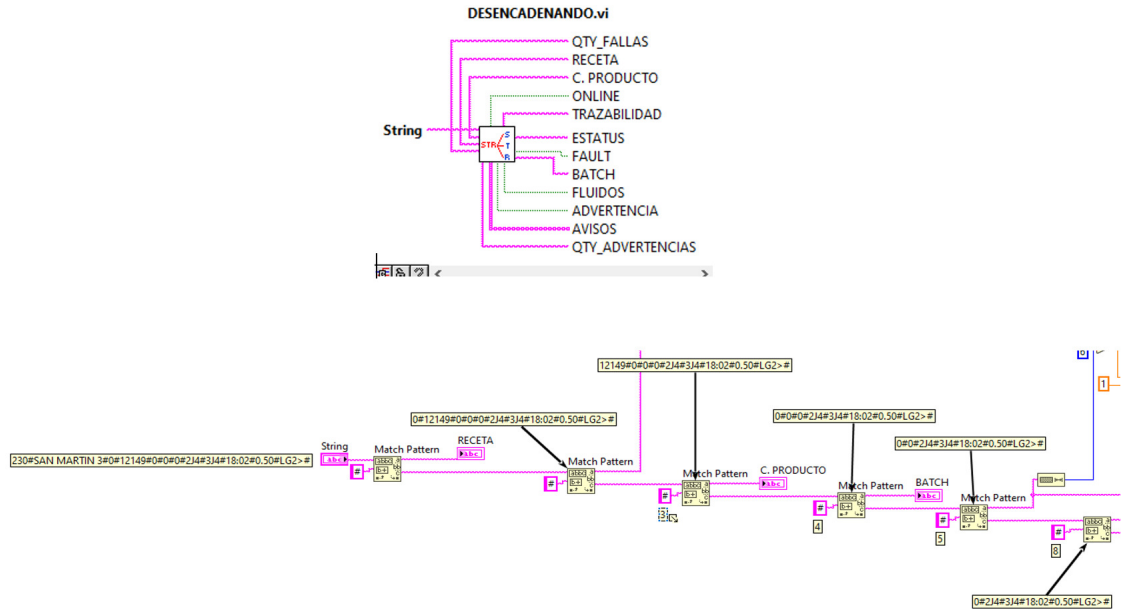 DESENCADENANDO.vi
QTY_FALLAS
RECETA
C. PRODUCTO
ONLINE
TRAZABILIDAD
String
STR
S
T
R
ESTATUS
FAULT
BATCH
FLUIDOS
ADVERTENCIA
AVISOS
QTY_ADVERTENCIAS
12149#0#0#0#2J4#3J4#18:02#0.50#LG2>#
1
0#12149#0#0#0#2J4#3J4#18:02#0.50#LG2>#
0#0#0#2J4#3J4#18:02#0.50#LG2>#
230#SAN MARTIN 3#0#12149#0#0#0#2J4#3J4#18:02#0.50#LG2>#
String
abc
#
Match Pattern
RECETA
abc
0#0#2J4#3J4#18:02#0.50#LG2>#
#
Match Pattern
#
3
Match Pattern
C. PRODUCTO
abc
#
4
Match Pattern
BATCH
abc
#
5
Match Pattern
#
8
0#2J4#3J4#18:02#0.50#LG2>#